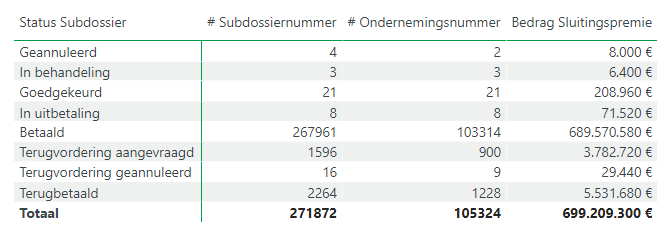 Status Subdossier # Subdossiernummer # Ondernemingsnummer Bedrag Sluitingspremie
Geannuleerd 4 2 8.000 €
In behandeling 3 3 6.400 €
Goedgekeurd 21 21 208.960 €
In uitbetaling 8 8 71.520 €
Betaald 267961 103314 689.570.580 €
Terugvordering aangevraagd 1596 900 3.782.720 €
Terugvordering geannuleerd 16 9 29.440 €
Terugbetaald 2264 1228 5.531.680 €
Totaal 271872 105324 699.209.300 €